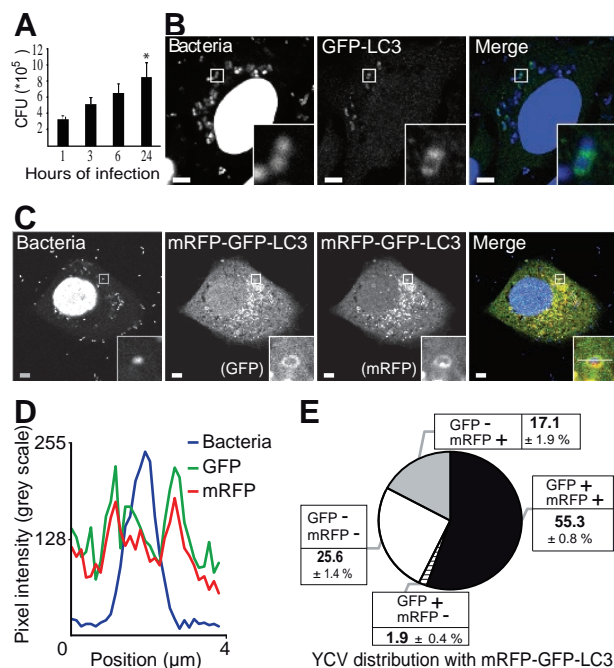 A
CFU (*10⁵)
12
10
8
6
4
2
*
1 3 6 24
Hours of infection
B
Bacteria GFP-LC3 Merge
C
Bacteria mRFP-GFP-LC3 mRFP-GFP-LC3 Merge
(GFP) (mRFP)
D
Pixel intensity (grey scale)
255
128
0
4
Bacteria
GFP
mRFP
Position (µm)
E
GFP -
mRFP +
17.1
± 1.9 %
GFP +
mRFP +
55.3
± 0.8 %
GFP -
mRFP -
25.6
± 1.4 %
GFP +
mRFP -
1.9 ± 0.4 %
YCV distribution with mRFP-GFP-LC3